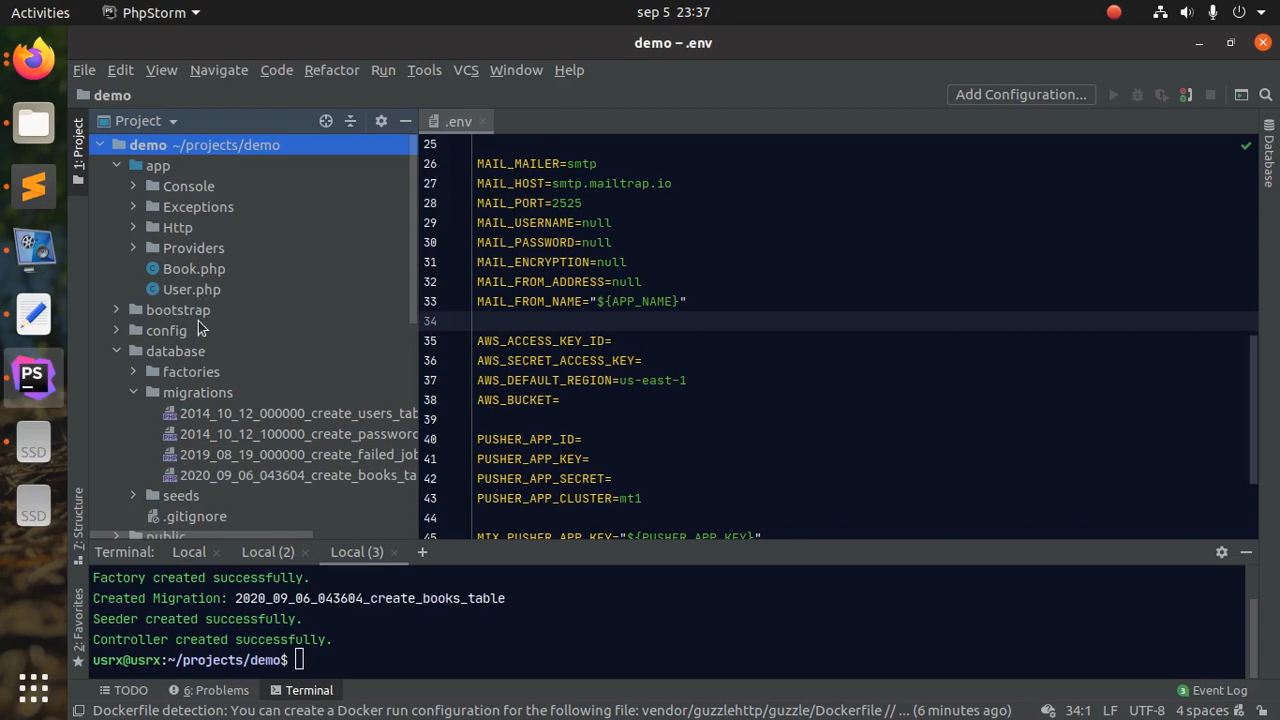 Activities
PhpStorm
sep 5 23:37
demo – .env
File Edit View Navigate Code Refactor Run Tools VCS Window Help
demo
Add Configuration...
1: Project
Project
demo ~/projects/demo
app
Console
Exceptions
Http
Providers
Book.php
User.php
bootstrap
config
database
factories
migrations
2014_10_12_000000_create_users_tab
2014_10_12_100000_create_password
2019_08_19_000000_create_failed_job
2020_09_06_043604_create_books_ta
seeds
.gitignore
public
.env
25
26 MAIL_MAILER=smtp
27 MAIL_HOST=smtp.mailtrap.io
28 MAIL_PORT=2525
29 MAIL_USERNAME=null
30 MAIL_PASSWORD=null
31 MAIL_ENCRYPTION=null
32 MAIL_FROM_ADDRESS=null
33 MAIL_FROM_NAME="${APP_NAME}"
34
35 AWS_ACCESS_KEY_ID=
36 AWS_SECRET_ACCESS_KEY=
37 AWS_DEFAULT_REGION=us-east-1
38 AWS_BUCKET=
39
40 PUSHER_APP_ID=
41 PUSHER_APP_KEY=
42 PUSHER_APP_SECRET=
43 PUSHER_APP_CLUSTER=mt1
44
45 MIX_PUSHER_APP_KEY="${PUSHER_APP_KEY}"
Database
7: Structure
2: Favorites
PS
SSD
SSD
Terminal: Local Local (2) Local (3)
Factory created successfully.
Created Migration: 2020_09_06_043604_create_books_table
Seeder created successfully.
Controller created successfully.
usrx@usrx:~/projects/demo$
TODO 6: Problems Terminal
3 Event Log
Dockerfile detection: You can create a Docker run configuration for the following file: vendor/guzzlehttp/guzzle/Dockerfile // ... (6 minutes ago)
34:1 LF UTF-8 4 spaces